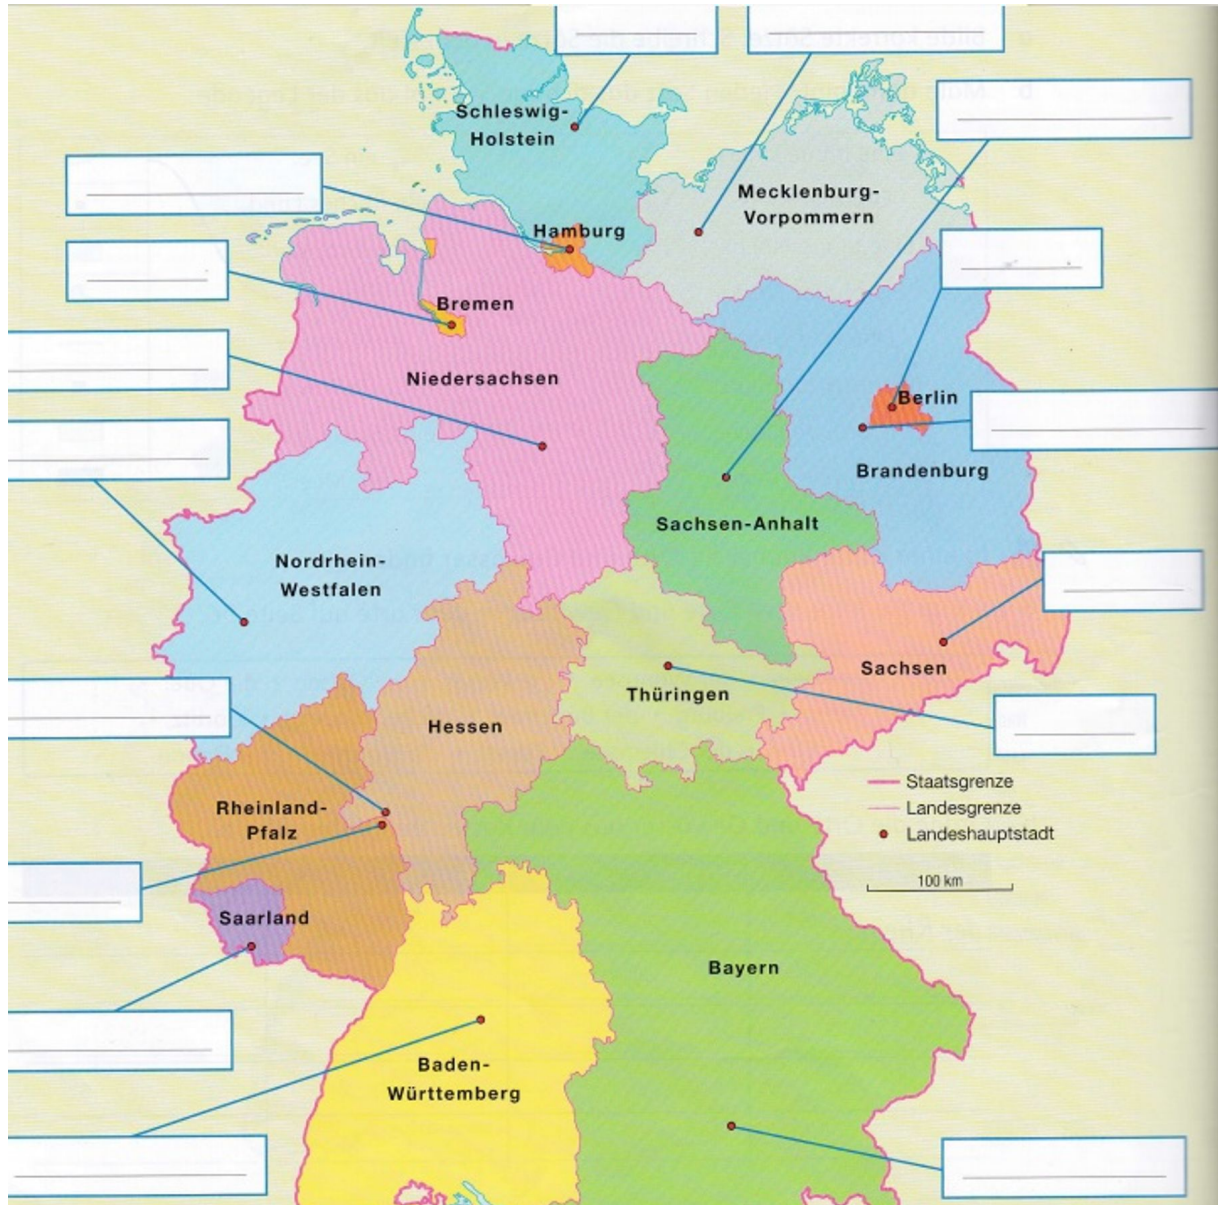 Schleswig-
Holstein
Mecklenburg-
Vorpommern
Hamburg
Bremen
Niedersachsen
Berlin
Brandenburg
Sachsen-Anhalt
Nordrhein-
Westfalen
Sachsen
Thüringen
Hessen
Staatsgrenze
Landesgrenze
Landeshauptstadt
100 km
Rheinland-
Pfalz
Saarland
Bayern
Baden-
Württemberg